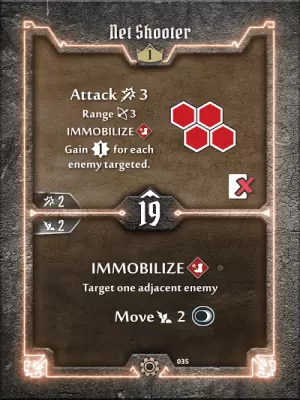 Net Shooter
1
Attack 3
Range 3
IMMOBILIZE
Gain 1 for each
enemy targeted.
2
19
2
IMMOBILIZE
Target one adjacent enemy
Move 2
035